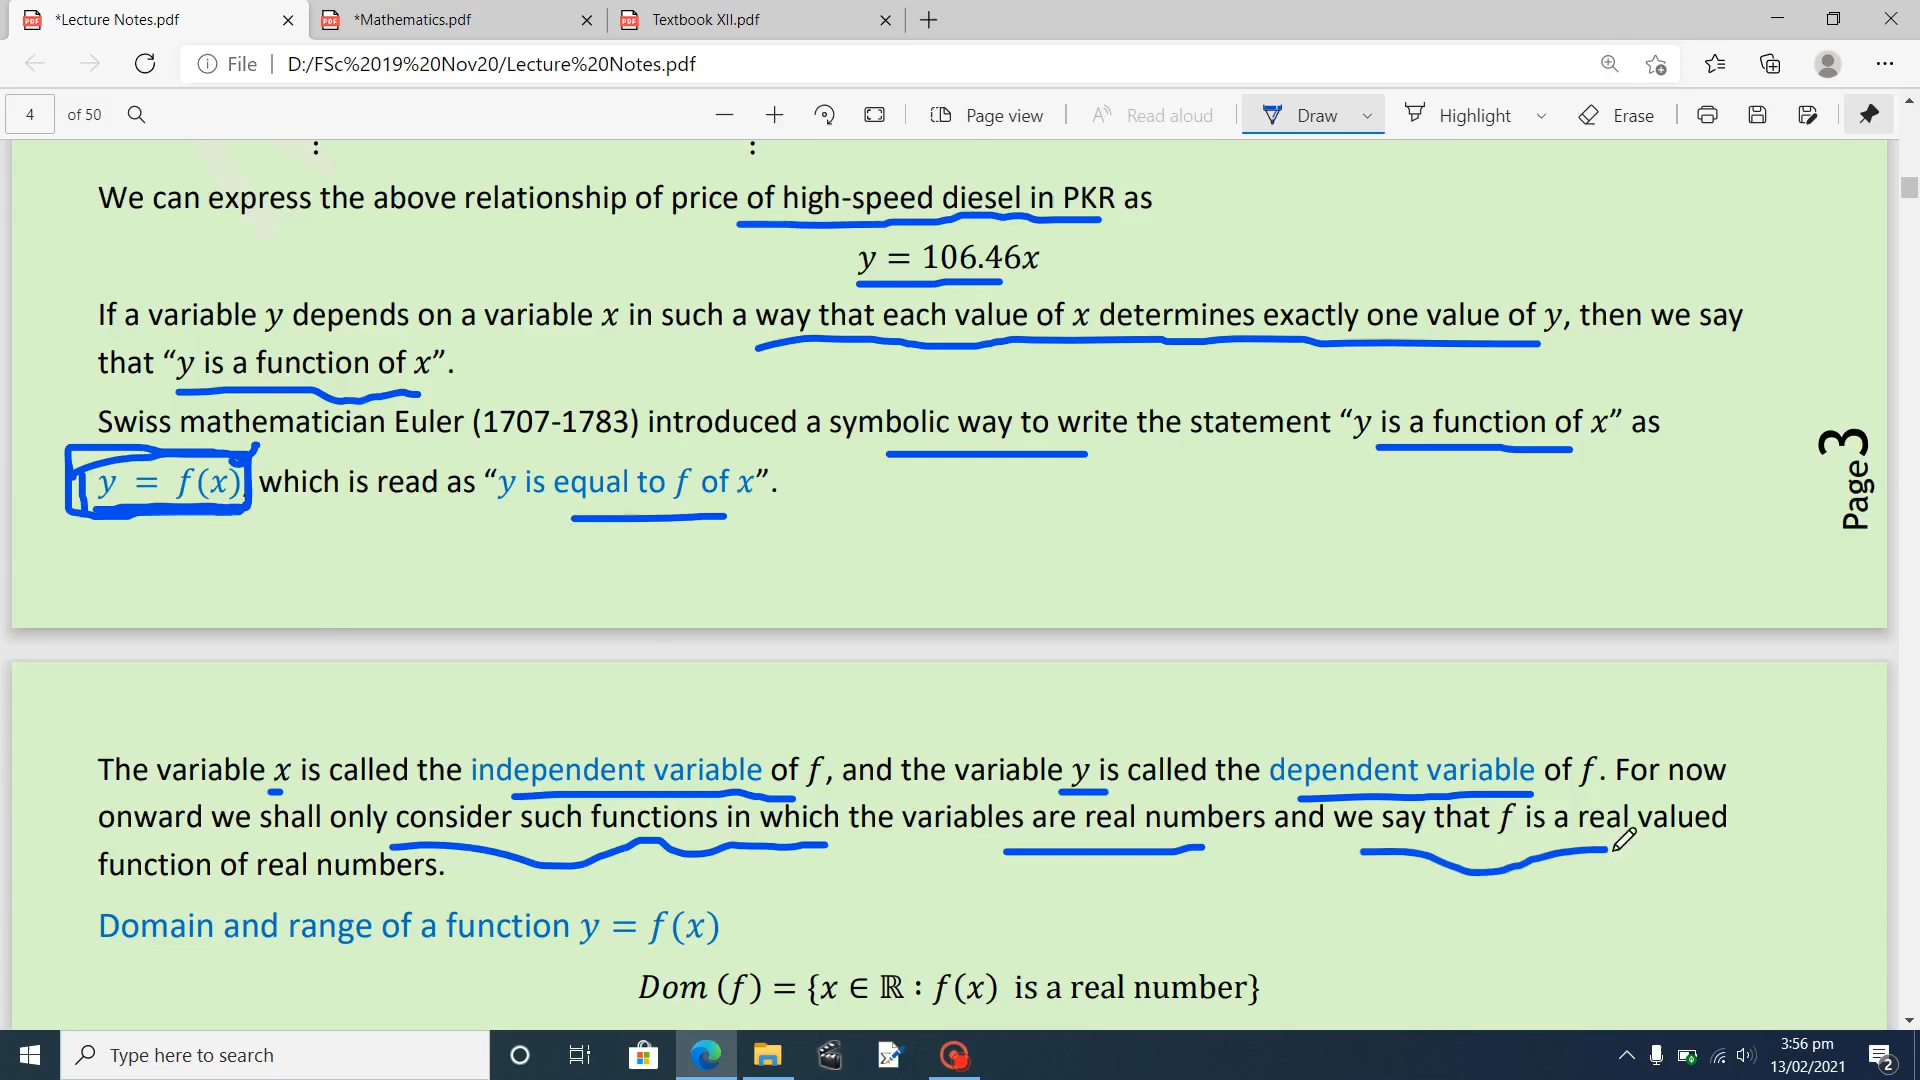 *Lecture Notes.pdf
*Mathematics.pdf
Textbook XII.pdf
File
D:/FSc%2019%20Nov20/Lecture%20Notes.pdf
4 of 50
Page view
Read aloud
Draw
Highlight
Erase
: :
We can express the above relationship of price of high-speed diesel in PKR as
y = 106.46x
If a variable y depends on a variable x in such a way that each value of x determines exactly one value of y, then we say
that “y is a function of x”.
Swiss mathematician Euler (1707-1783) introduced a symbolic way to write the statement “y is a function of x” as
y = f(x), which is read as “y is equal to f of x”.
Page 3
The variable x is called the independent variable of f, and the variable y is called the dependent variable of f. For now
onward we shall only consider such functions in which the variables are real numbers and we say that f is a real valued
function of real numbers.
Domain and range of a function y = f(x)
Dom (f) = {x ∈ ℝ : f(x) is a real number}
Type here to search
3:56 pm
13/02/2021
2